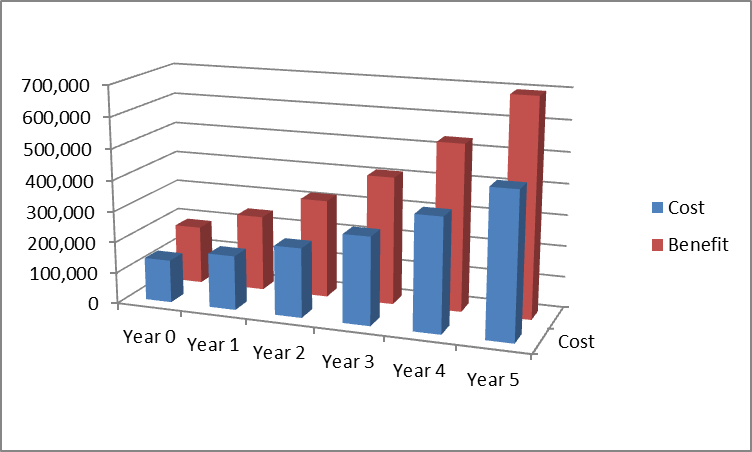 700,000
600,000
500,000
400,000
300,000
200,000
100,000
0
Year 0
Year 1
Year 2
Year 3
Year 4
Year 5
Cost
Cost
Benefit